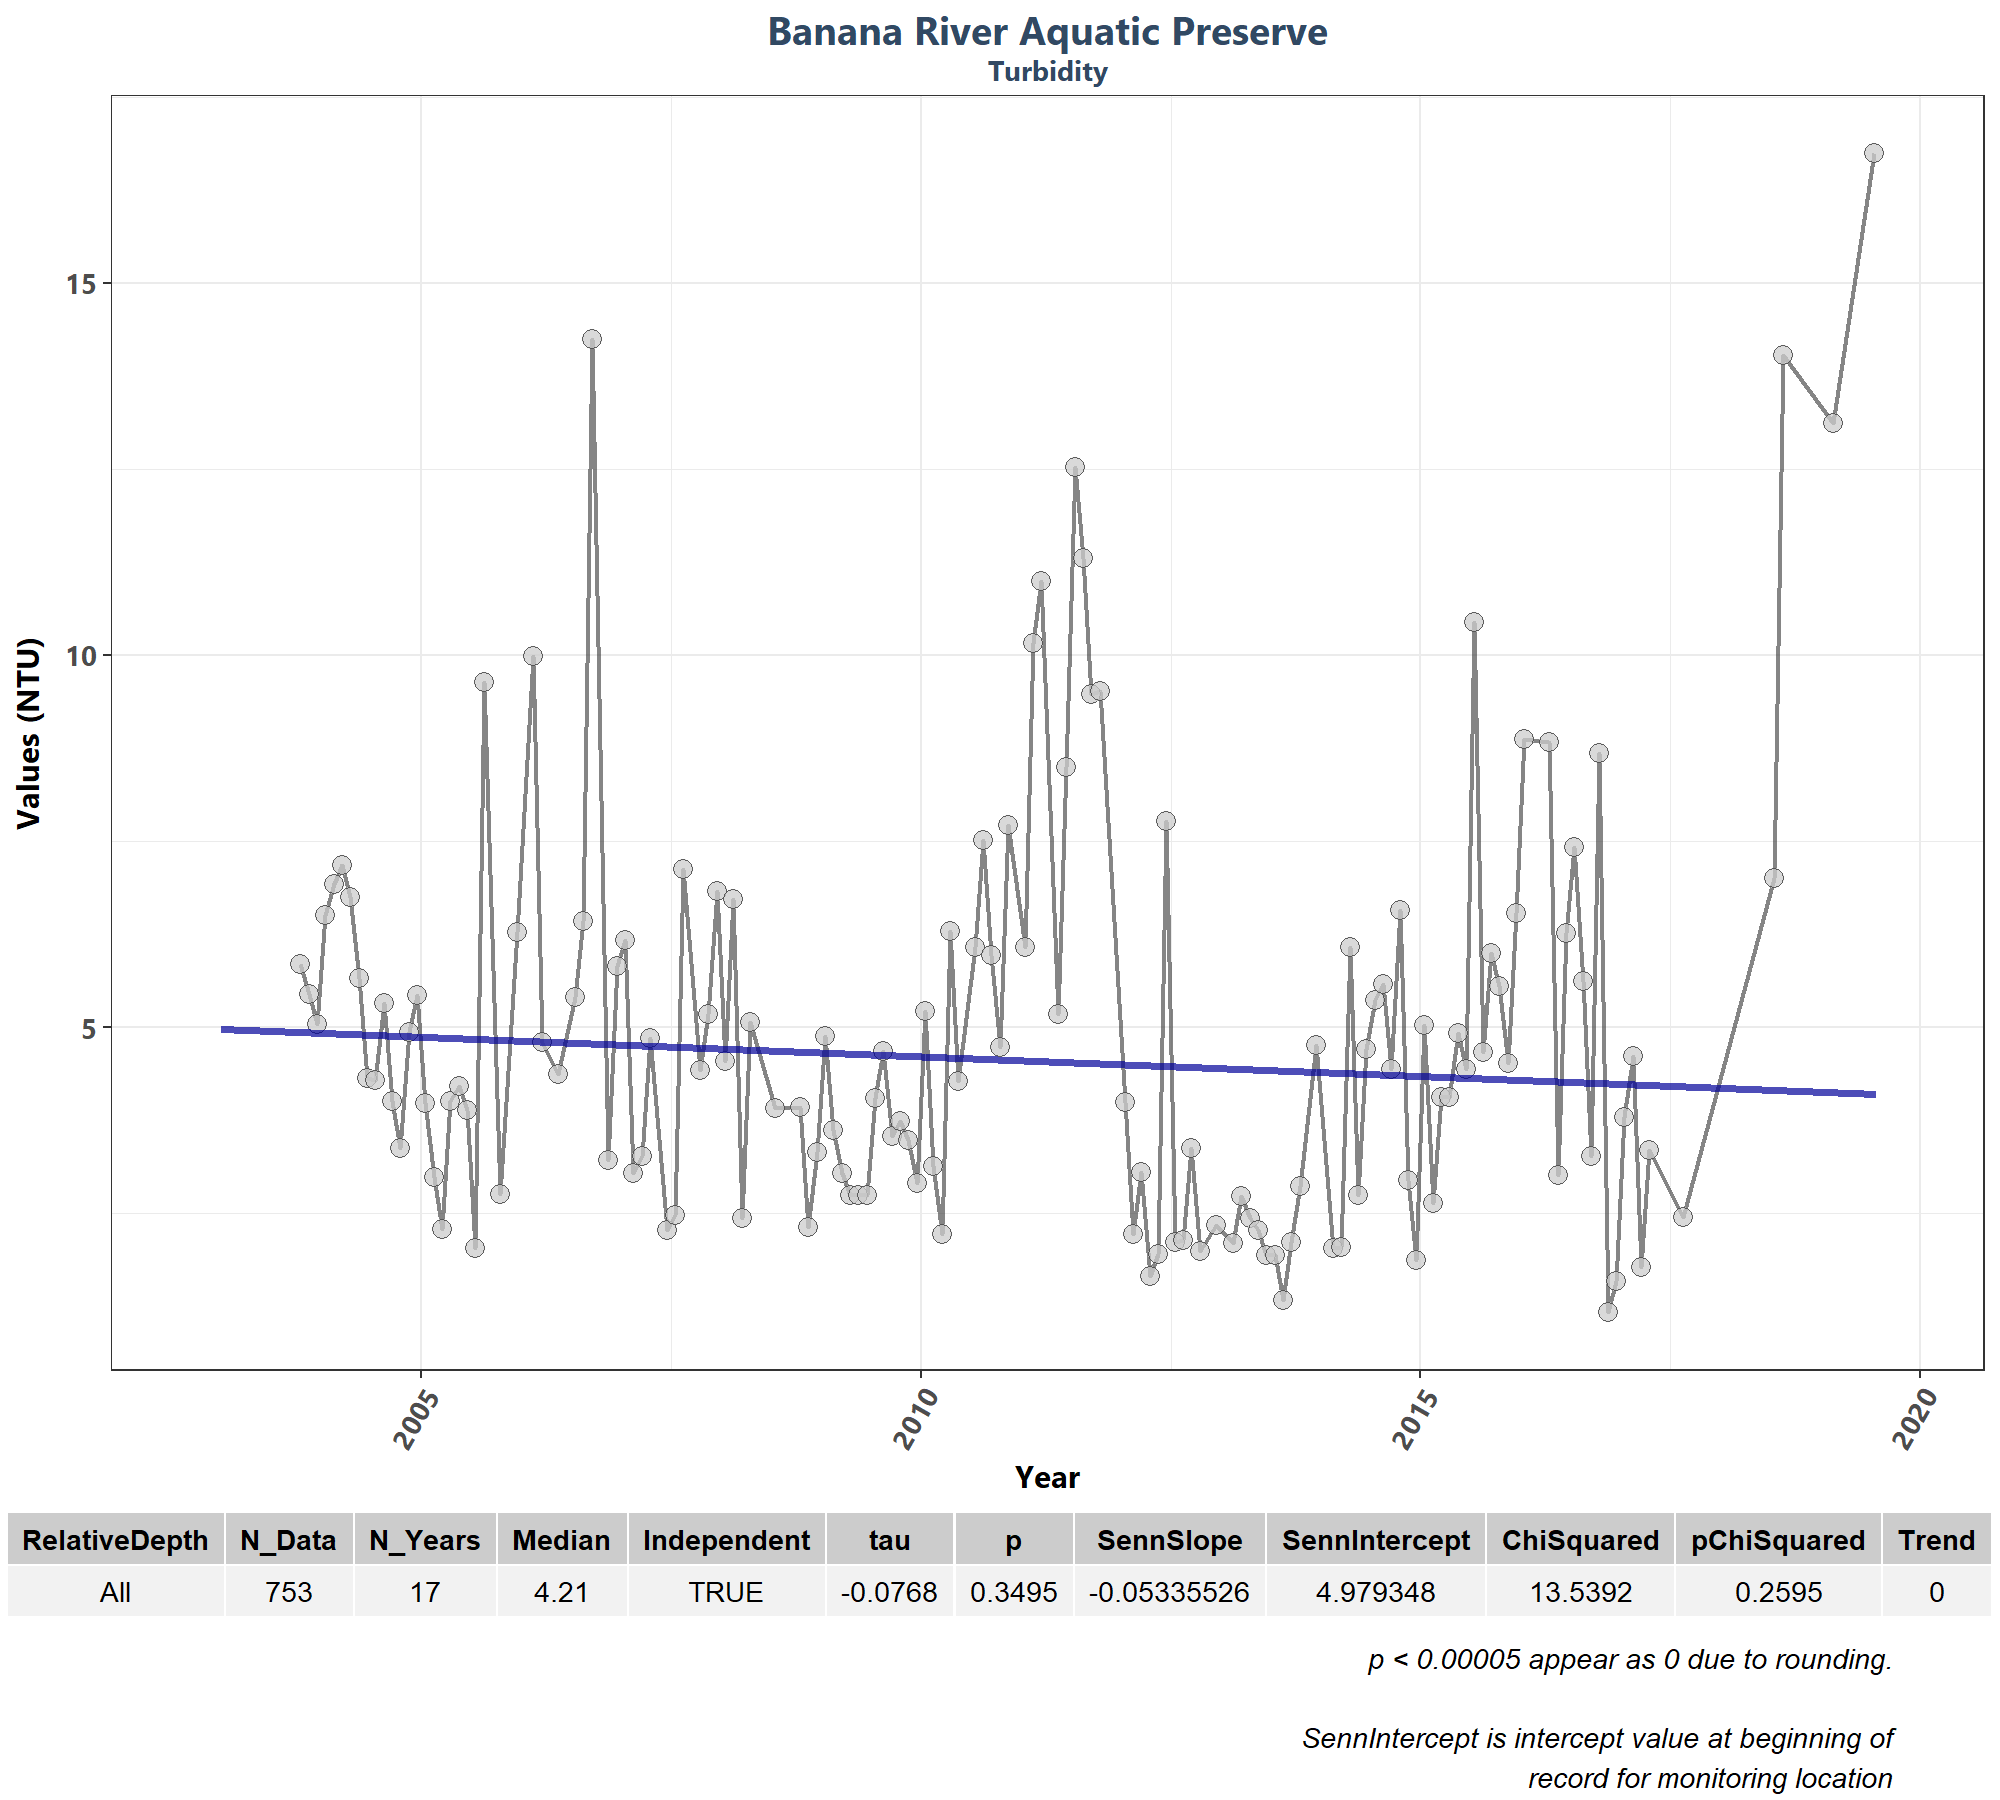 Banana River Aquatic Preserve
Turbidity
Values (NTU)
15
10
5
2005 2010 2015 2020
Year
RelativeDepth N_Data N_Years Median Independent tau p SennSlope SennIntercept ChiSquared pChiSquared Trend
All 753 17 4.21 TRUE -0.0768 0.3495 -0.05335526 4.979348 13.5392 0.2595 0
p < 0.00005 appear as 0 due to rounding.
SennIntercept is intercept value at beginning of
record for monitoring location